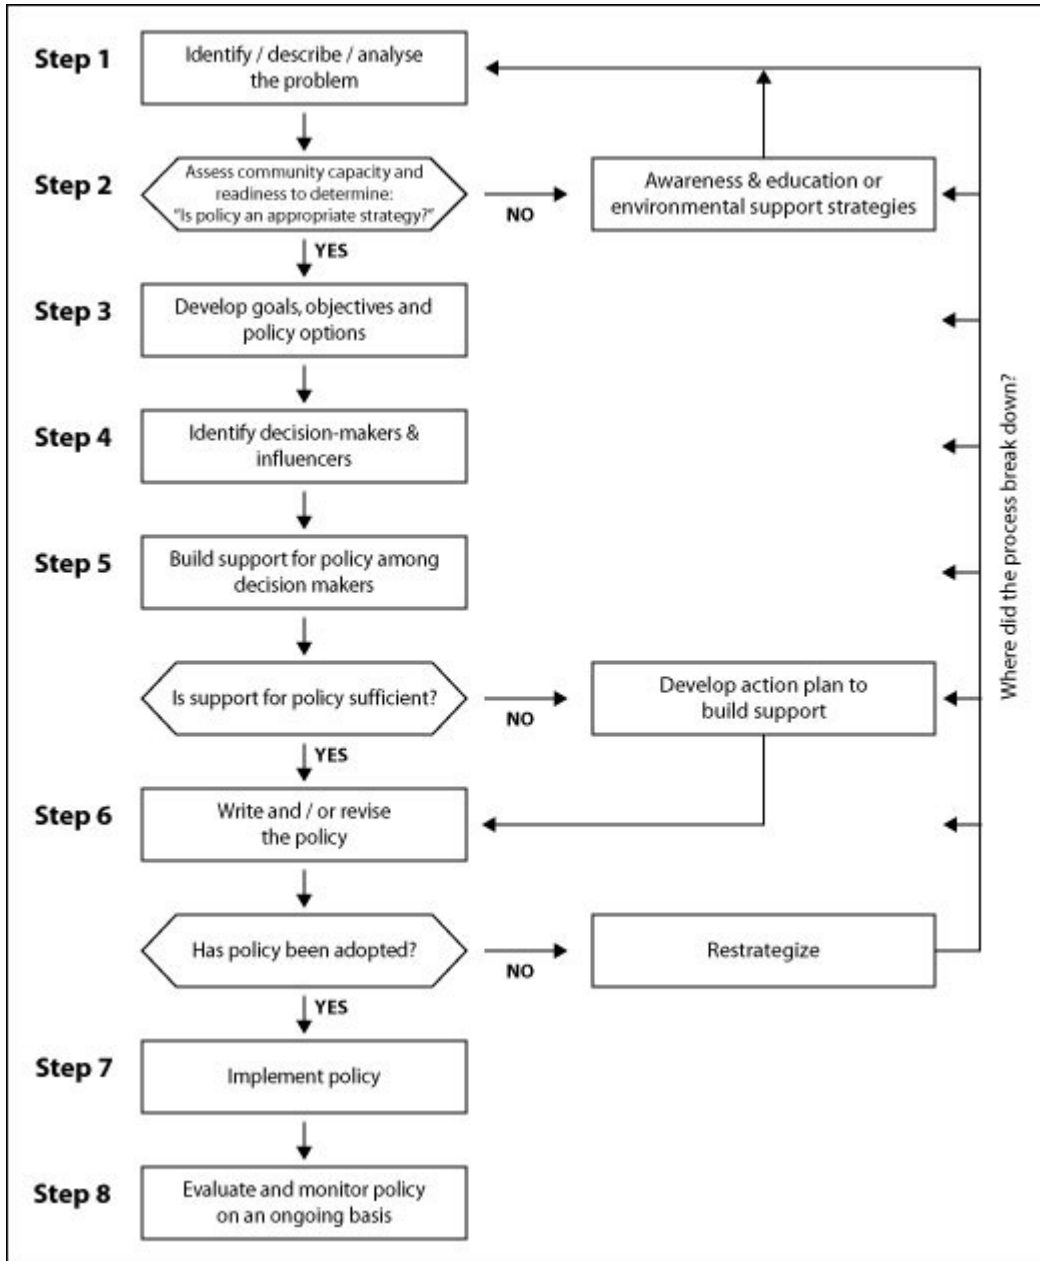 Step 1
Identify / describe / analyse
the problem
Step 2
Assess community capacity and
readiness to determine:
"Is policy an appropriate strategy?"
NO
Awareness & education or
environmental support strategies
YES
Step 3
Develop goals, objectives and
policy options
Step 4
Identify decision-makers &
influencers
Step 5
Build support for policy among
decision makers
Is support for policy sufficient?
NO
Develop action plan to
build support
YES
Step 6
Write and / or revise
the policy
Has policy been adopted?
NO
Restrategize
YES
Step 7
Implement policy
Step 8
Evaluate and monitor policy
on an ongoing basis
Where did the process break down?